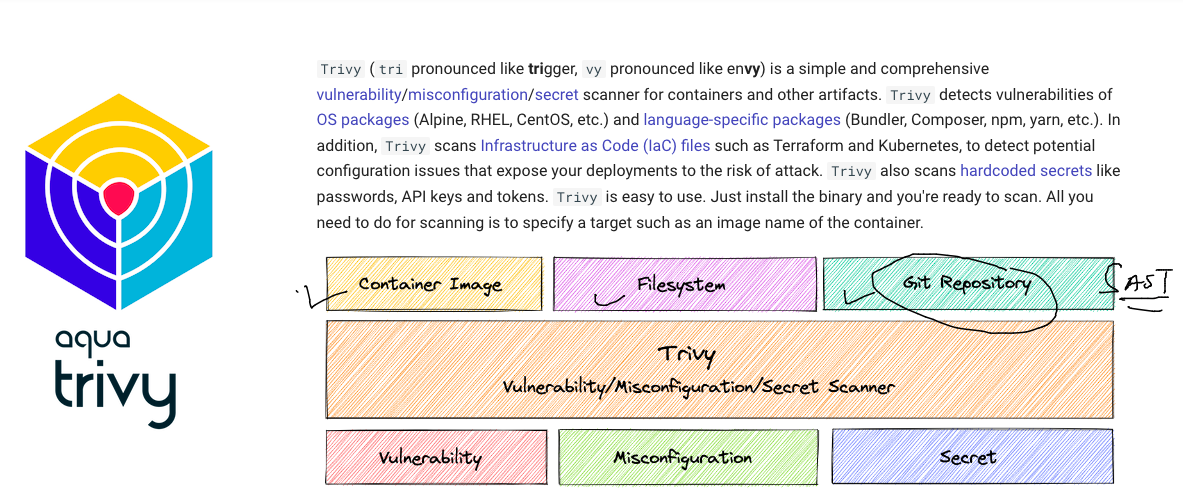 Trivy ( tri pronounced like trigger, vy pronounced like envy) is a simple and comprehensive
vulnerability/misconfiguration/secret scanner for containers and other artifacts. Trivy detects vulnerabilities of
OS packages (Alpine, RHEL, CentOS, etc.) and language-specific packages (Bundler, Composer, npm, yarn, etc.). In
addition, Trivy scans Infrastructure as Code (IaC) files such as Terraform and Kubernetes, to detect potential
configuration issues that expose your deployments to the risk of attack. Trivy also scans hardcoded secrets like
passwords, API keys and tokens. Trivy is easy to use. Just install the binary and you're ready to scan. All you
need to do for scanning is to specify a target such as an image name of the container.
Container Image
Filesystem
Git Repository
SAST
Trivy
Vulnerability/Misconfiguration/Secret Scanner
Vulnerability
Misconfiguration
Secret
aqua
trivy